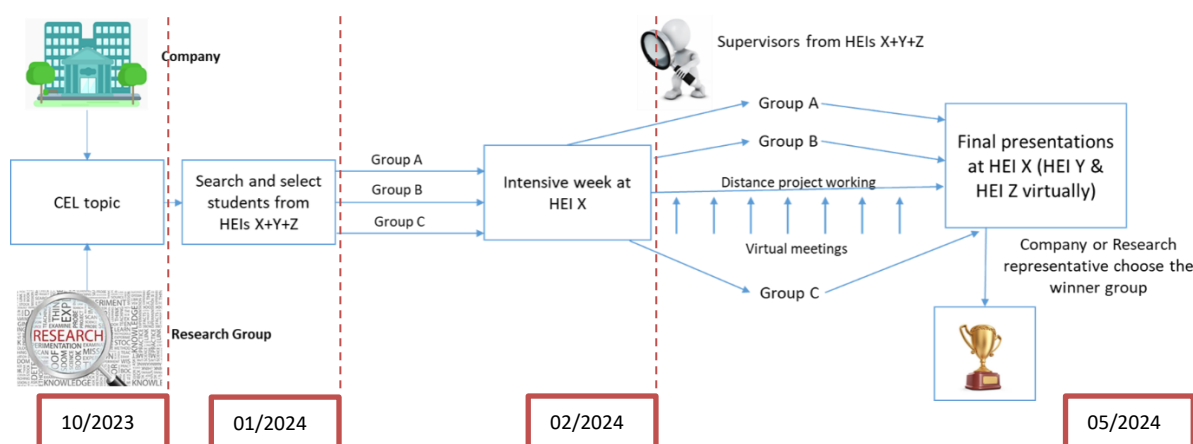 Company
Supervisors from HEIs X+Y+Z
CEL topic
Search and select
students from
HEIs X+Y+Z
Group A
Group B
Group C
Intensive week at
HEI X
Group A
Group B
Distance project working
Virtual meetings
Group C
Final presentations
at HEI X (HEI Y &
HEI Z virtually)
Company or Research
representative choose the
winner group
RESEARCH
KNOWLEDGE
Research Group
10/2023
01/2024
02/2024
05/2024